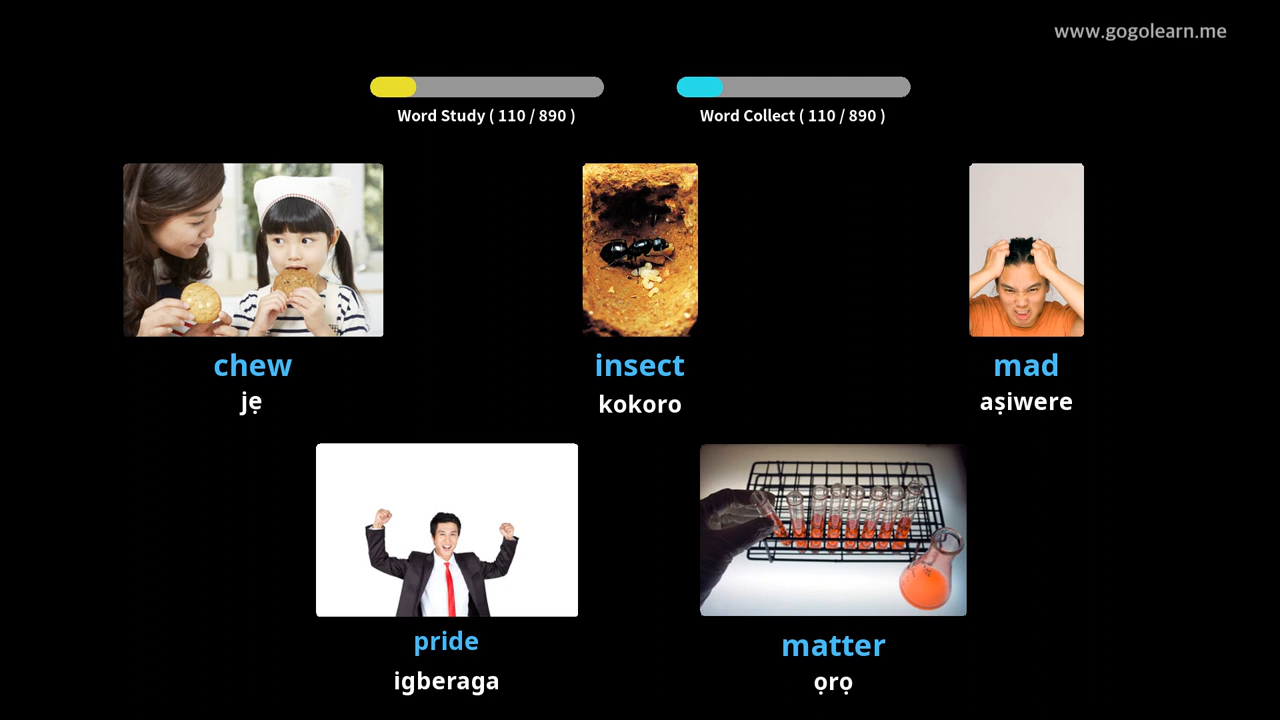 www.gogolearn.me
Word Study ( 110 / 890 )
Word Collect ( 110 / 890 )
chew
jẹ
insect
kokoro
mad
aṣiwere
pride
igberaga
matter
ọrọ